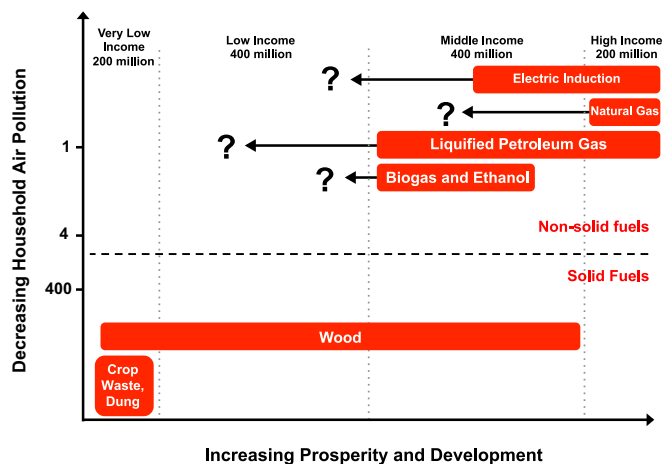 Very Low
Income
200 million
Low Income
400 million
Middle Income
400 million
High Income
200 million
Decreasing Household Air Pollution
?
Electric Induction
?
Natural Gas
1
?
Liquified Petroleum Gas
?
Biogas and Ethanol
4
Non-solid fuels
Solid Fuels
400
Wood
Crop
Waste,
Dung
Increasing Prosperity and Development